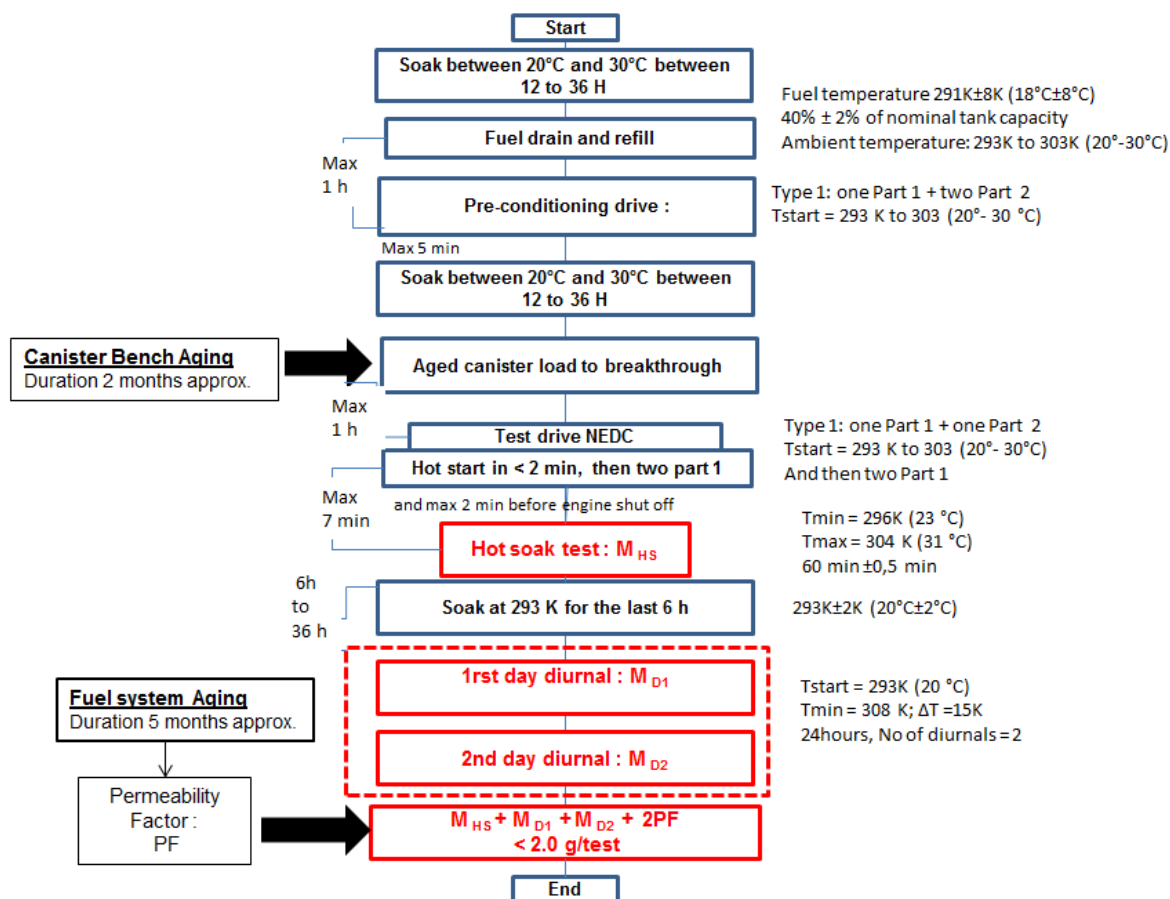 Start
Soak between 20°C and 30°C between
12 to 36 H
Fuel temperature 291K±8K (18°C±8°C)
40% ± 2% of nominal tank capacity
Ambient temperature: 293K to 303K (20°-30°C)
Fuel drain and refill
Max
1 h
Pre-conditioning drive :
Type 1: one Part 1 + two Part 2
Tstart = 293 K to 303 (20°- 30 °C)
Max 5 min
Soak between 20°C and 30°C between
12 to 36 H
Canister Bench Aging
Duration 2 months approx.
Aged canister load to breakthrough
Max
1 h
Test drive NEDC
Type 1: one Part 1 + one Part 2
Tstart = 293 K to 303 (20°- 30°C)
And then two Part 1
Hot start in < 2 min, then two part 1
Max
7 min
and max 2 min before engine shut off
Hot soak test : M HS
Tmin = 296K (23 °C)
Tmax = 304 K (31 °C)
60 min ±0,5 min
6h
to
36 h
Soak at 293 K for the last 6 h
293K±2K (20°C±2°C)
1rst day diurnal : M D1
Tstart = 293K (20 °C)
Tmin = 308 K; ΔT =15K
24hours, No of diurnals = 2
Fuel system Aging
Duration 5 months approx.
2nd day diurnal : M D2
Permeability
Factor :
PF
M HS + M D1 + M D2 + 2PF
< 2.0 g/test
End